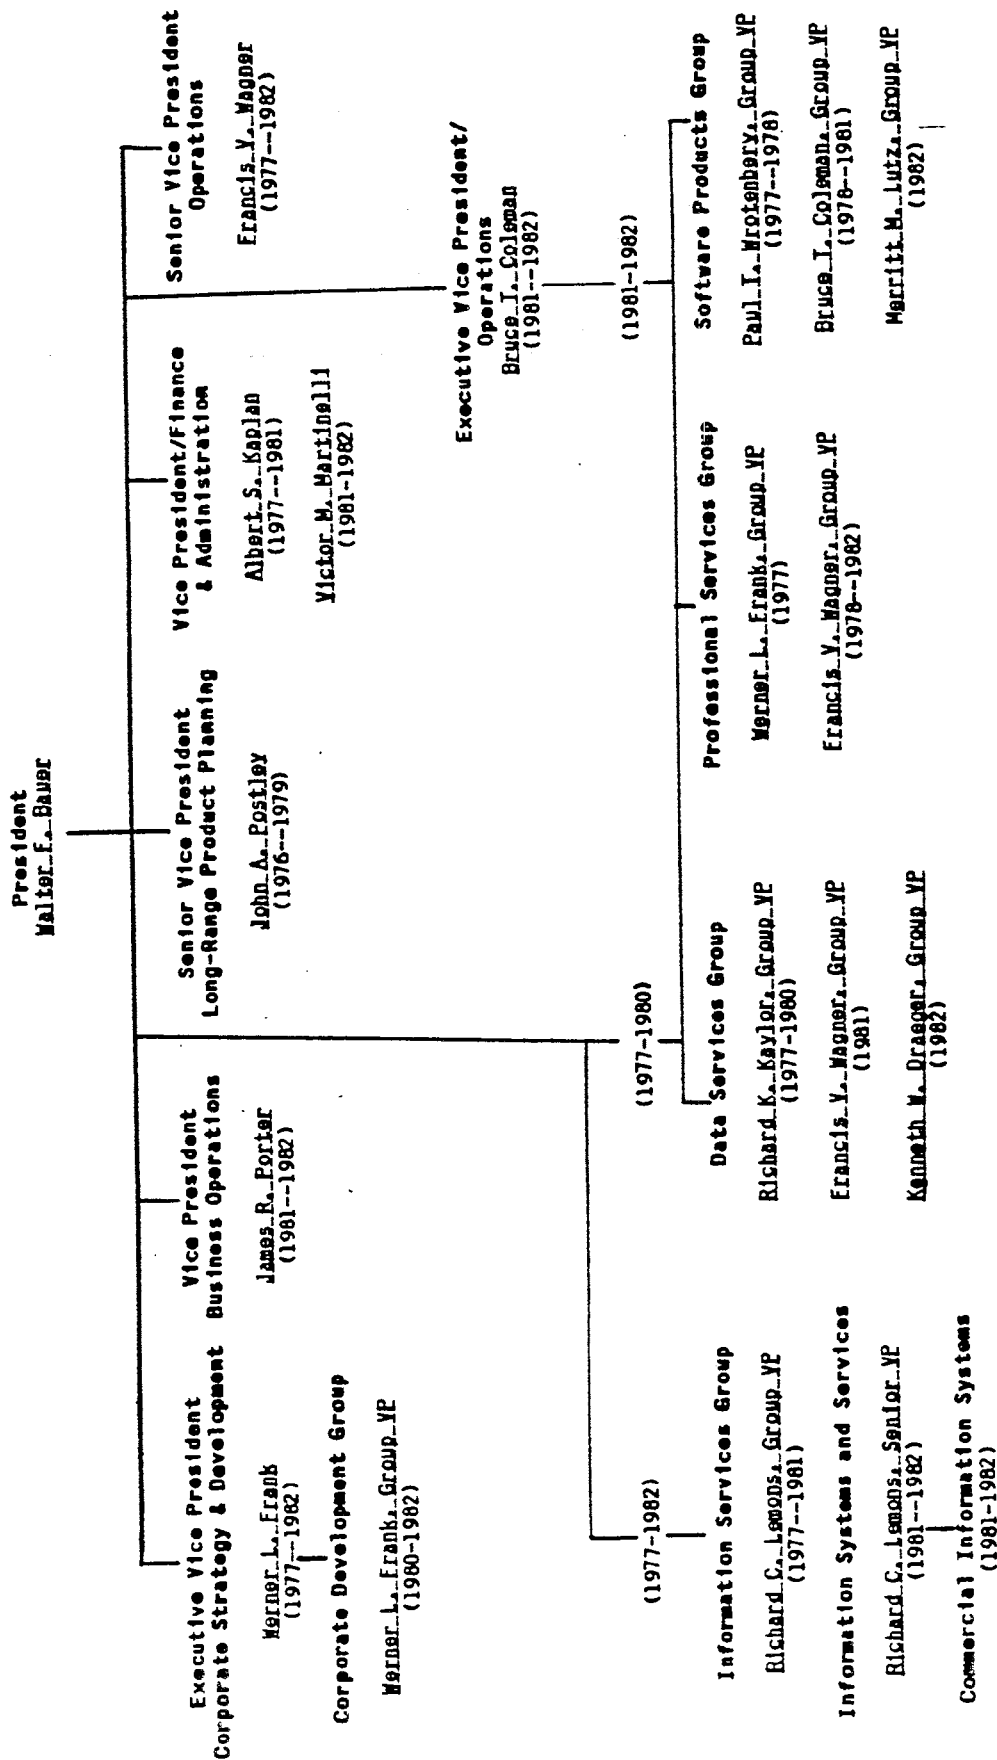 President
Walter F. Bauer
Executive Vice President
Corporate Strategy & Development
Werner L. Frank
(1977--1982)
Corporate Development Group
Werner L. Frank, Group VP
(1980-1982)
Vice President
Business Operations
James R. Porter
(1981--1982)
Senior Vice President
Long-Range Product Planning
John A. Postley
(1976--1979)
Vice President/Finance
& Administration
Albert S. Kaplan
(1977--1981)
Victor M. Martinelli
(1981-1982)
Senior Vice President
Operations
Francis V. Wagner
(1977--1982)
Executive Vice President/
Operations
Bruce T. Coleman
(1981--1982)
(1977-1982)
(1977-1980)
(1981--1982)
Information Services Group
Richard C. Lemons, Group VP
(1977--1981)
Information Systems and Services
Richard C. Lemons, Senior VP
(1981--1982)
Commercial Information Systems
(1981-1982)
Data Services Group
Richard K. Kaylor, Group VP
(1977-1980)
Francis V. Wagner, Group VP
(1981)
Kenneth W. Draeger, Group VP
(1982)
Professional Services Group
Werner L. Frank, Group VP
(1977)
Francis V. Wagner, Group VP
(1978--1982)
Software Products Group
Paul T. Wrotenbery, Group VP
(1977--1978)
Bruce T. Coleman, Group VP
(1978--1981)
Merritt M. Lutz, Group VP
(1982)